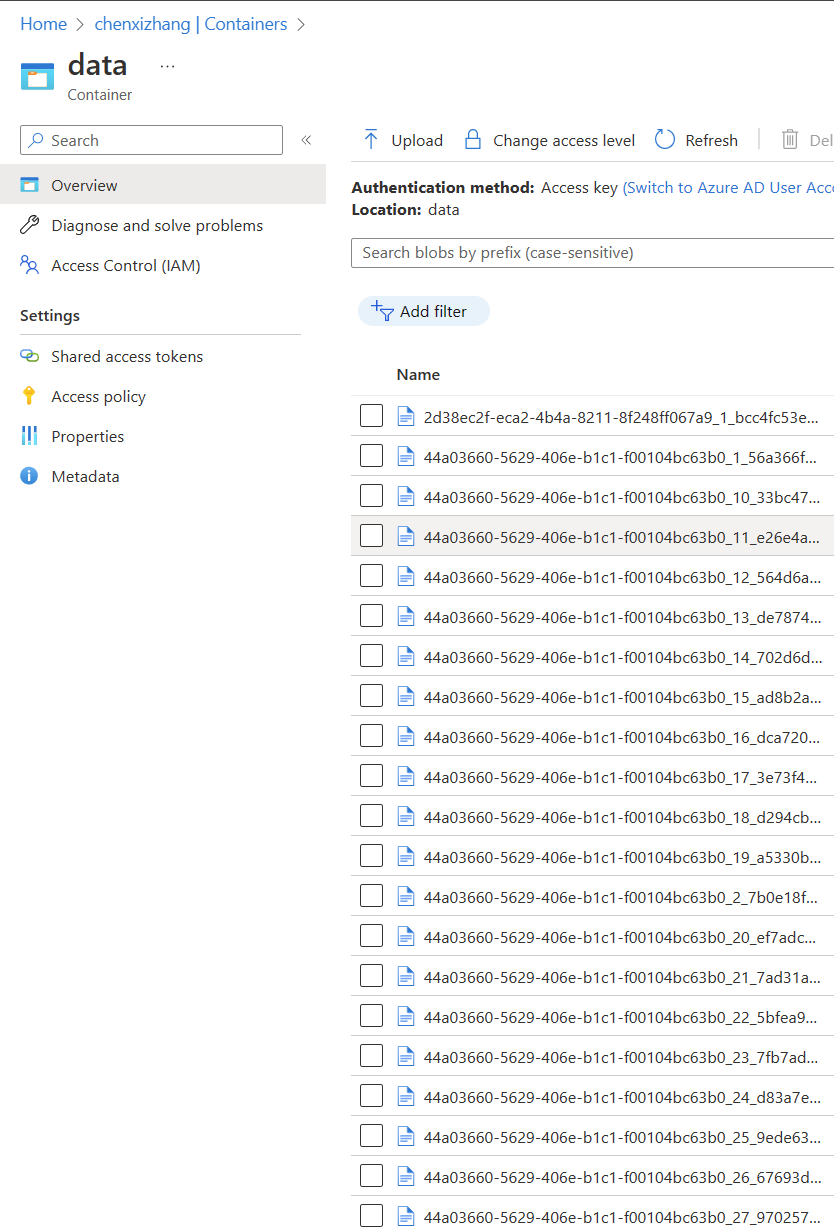 Home > chenxizhang | Containers >
data ...
Container
Search «
Overview
Diagnose and solve problems
Access Control (IAM)
Settings
Shared access tokens
Access policy
Properties
Metadata
Upload Change access level Refresh Del
Authentication method: Access key (Switch to Azure AD User Acc
Location: data
Search blobs by prefix (case-sensitive)
Add filter
Name
2d38ec2f-eca2-4b4a-8211-8f248ff067a9_1_bcc4fc53e...
44a03660-5629-406e-b1c1-f00104bc63b0_1_56a366f...
44a03660-5629-406e-b1c1-f00104bc63b0_10_33bc47...
44a03660-5629-406e-b1c1-f00104bc63b0_11_e26e4a...
44a03660-5629-406e-b1c1-f00104bc63b0_12_564d6a...
44a03660-5629-406e-b1c1-f00104bc63b0_13_de7874...
44a03660-5629-406e-b1c1-f00104bc63b0_14_702d6d...
44a03660-5629-406e-b1c1-f00104bc63b0_15_ad8b2a...
44a03660-5629-406e-b1c1-f00104bc63b0_16_dca720...
44a03660-5629-406e-b1c1-f00104bc63b0_17_3e73f4...
44a03660-5629-406e-b1c1-f00104bc63b0_18_d294cb...
44a03660-5629-406e-b1c1-f00104bc63b0_19_a5330b...
44a03660-5629-406e-b1c1-f00104bc63b0_2_7b0e18f...
44a03660-5629-406e-b1c1-f00104bc63b0_20_ef7adc...
44a03660-5629-406e-b1c1-f00104bc63b0_21_7ad31a...
44a03660-5629-406e-b1c1-f00104bc63b0_22_5bfea9...
44a03660-5629-406e-b1c1-f00104bc63b0_23_7fb7ad...
44a03660-5629-406e-b1c1-f00104bc63b0_24_d83a7e...
44a03660-5629-406e-b1c1-f00104bc63b0_25_9ede63...
44a03660-5629-406e-b1c1-f00104bc63b0_26_67693d...
44a03660-5629-406e-b1c1-f00104bc63b0_27_970257...